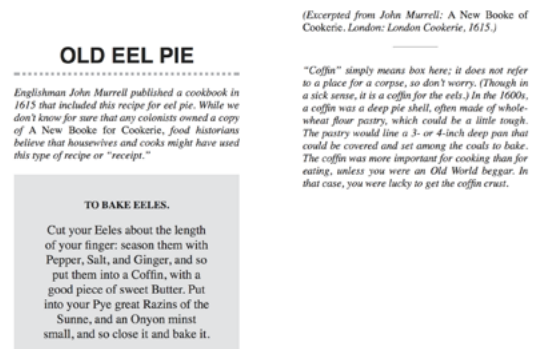 OLD EEL PIE
Englishman John Murrell published a cookbook in
1615 that included this recipe for eel pie. While we
don't know for sure that any colonists owned a copy
of A New Booke for Cookerie, food historians
believe that housewives and cooks might have used
this type of recipe or “receipt.”
TO BAKE EELES.
Cut your Eeles about the length
of your finger: season them with
Pepper, Salt, and Ginger, and so
put them into a Coffin, with a
good piece of sweet Butter. Put
into your Pye great Razins of the
Sunne, and an Onyon minst
small, and so close it and bake it.
(Excerpted from John Murrell: A New Booke of
Cookerie. London: London Cookerie, 1615.)
“Coffin” simply means box here; it does not refer
to a place for a corpse, so don't worry. (Though in
a sick sense, it is a coffin for the eels.) In the 1600s,
a coffin was a deep pie shell, often made of whole-
wheat flour pastry, which could be a little tough.
The pastry would line a 3- or 4-inch deep pan that
could be covered and set among the coals to bake.
The coffin was more important for cooking than for
eating, unless you were an Old World beggar. In
that case, you were lucky to get the coffin crust.